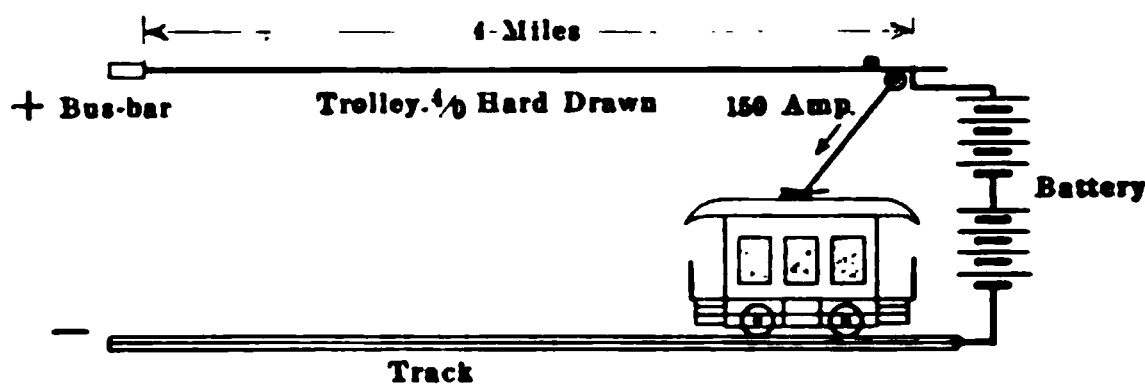 4-Miles
+ Bus-bar
Trolley. 4/0 Hard Drawn
150 Amp.
Battery
−
Track